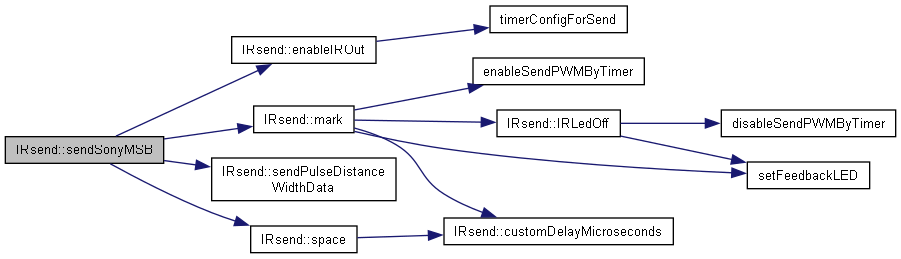 IRsend::sendSonyMSB
IRsend::enableIROut
timerConfigForSend
IRsend::mark
enableSendPWMByTimer
IRsend::IRLedOff
disableSendPWMByTimer
setFeedbackLED
IRsend::sendPulseDistance
WidthData
IRsend::space
IRsend::customDelayMicroseconds